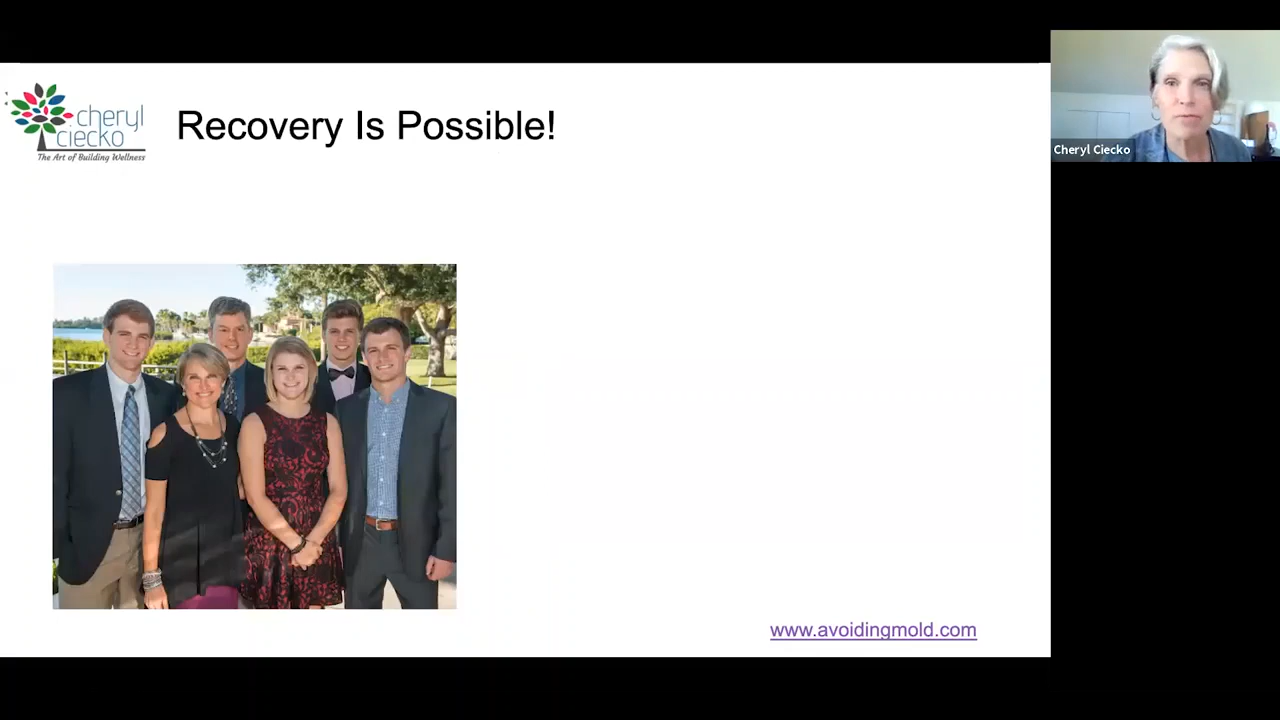 cheryl
ciecko
The Art of Building Wellness
Recovery Is Possible!
Cheryl Ciecko
www.avoidingmold.com